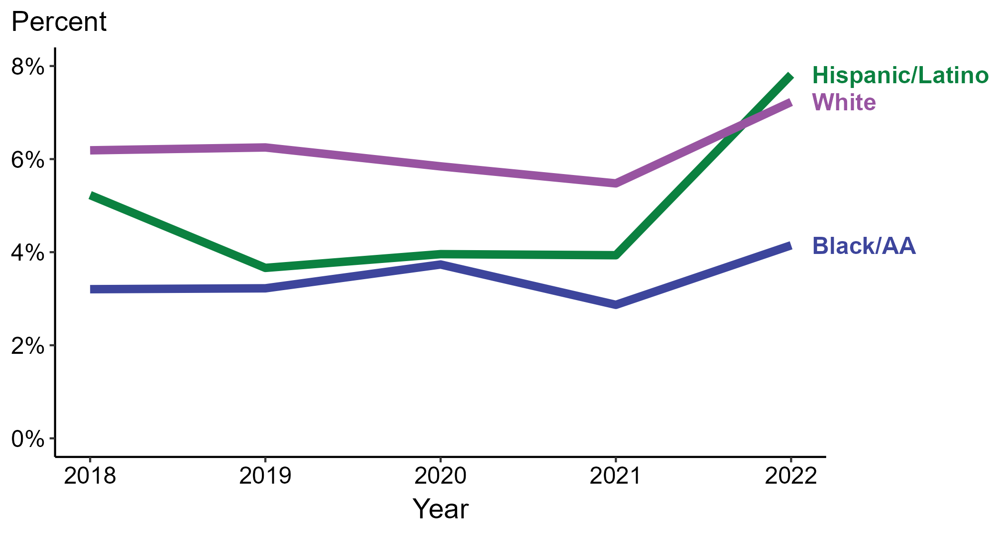 Percent
8%
6%
4%
2%
0%
Hispanic/Latino
White
Black/AA
2018 2019 2020 2021 2022
Year